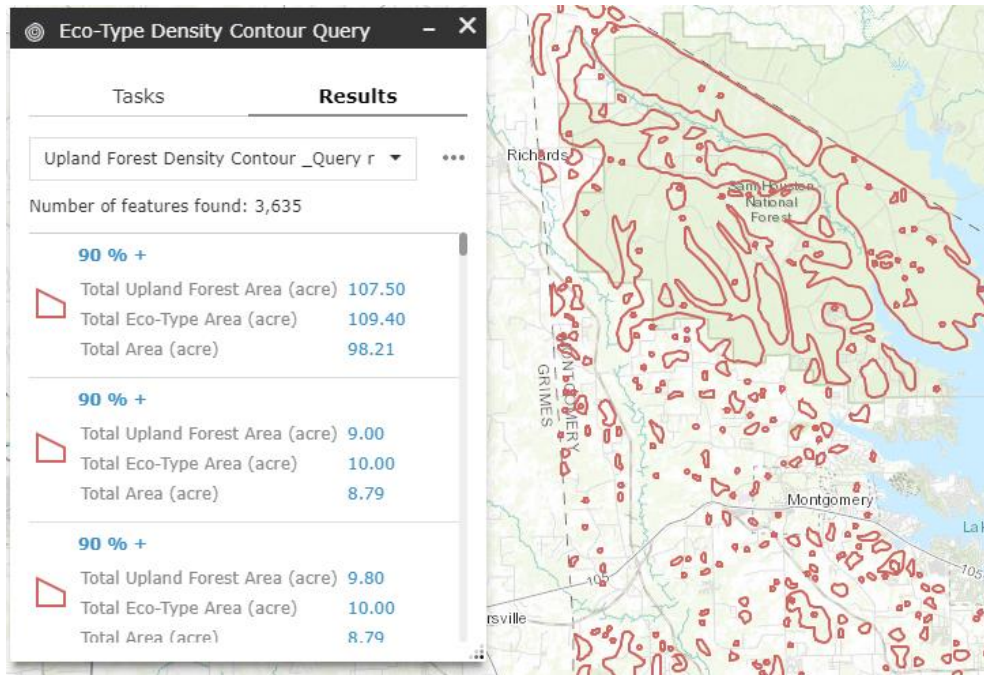 Eco-Type Density Contour Query
Tasks
Results
Upland Forest Density Contour _Query r
Number of features found: 3,635
90 % +
Total Upland Forest Area (acre) 107.50
Total Eco-Type Area (acre) 109.40
Total Area (acre) 98.21
90 % +
Total Upland Forest Area (acre) 9.00
Total Eco-Type Area (acre) 10.00
Total Area (acre) 8.79
90 % +
Total Upland Forest Area (acre) 9.80
Total Eco-Type Area (acre) 10.00
Total Area (acre) 8.79
Richards
Sam Houston
National
Forest
MONTGOMERY
GRIMES
Montgomery
105
105
rsville